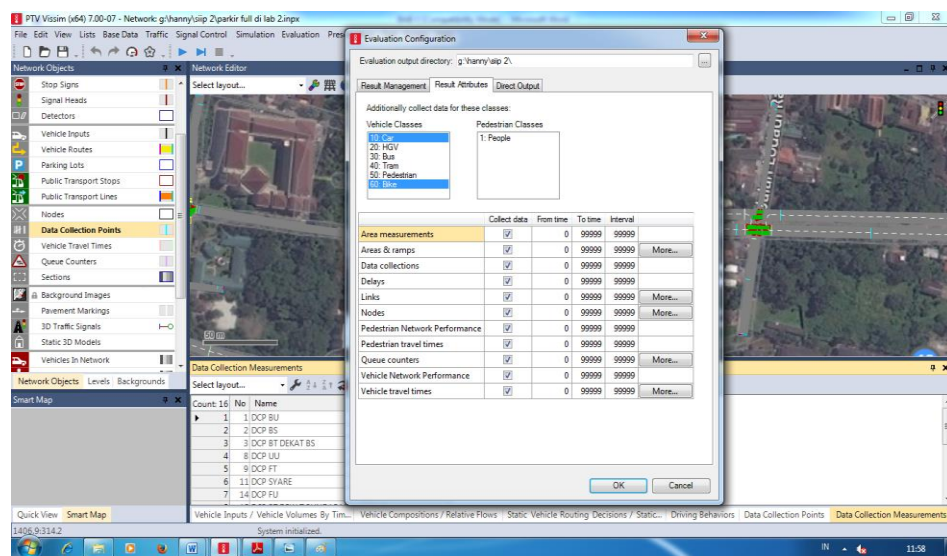 PTV Vissim (x64) 7.00-07 - Network: g:\hanny\siip 2\parkir full di lab 2.inpx
File Edit View Lists Base Data Traffic Signal Control Simulation Evaluation Pres
Network Objects
Stop Signs
Signal Heads
Detectors
Vehicle Inputs
Vehicle Routes
Parking Lots
Public Transport Stops
Public Transport Lines
Nodes
Data Collection Points
Vehicle Travel Times
Queue Counters
Sections
Background Images
Pavement Markings
3D Traffic Signals
Static 3D Models
Vehicles In Network
Network Objects Levels Backgrounds
Smart Map
Quick View Smart Map
1406.9:314.2
Network Editor
Select layout...
50 m
Evaluation Configuration
Evaluation output directory: g:\hanny\siip 2\
...
Result Management Result Attributes Direct Output
Additionally collect data for these classes:
Vehicle Classes Pedestrian Classes
10: Car
20: HGV
30: Bus
40: Tram
50: Pedestrian
60: Bike
1: People
Collect data From time To time Interval
Area measurements 0 99999 99999
Areas & ramps 0 99999 99999 More...
Data collections 0 99999 99999
Delays 0 99999 99999
Links 0 99999 99999 More...
Nodes 0 99999 99999 More...
Pedestrian Network Performance 0 99999 99999
Pedestrian travel times 0 99999 99999
Queue counters 0 99999 99999 More...
Vehicle Network Performance 0 99999 99999
Vehicle travel times 0 99999 99999 More...
OK Cancel
Data Collection Measurements
Select layout...
Count: 16 No Name
1 1 DCP BU
2 2 DCP BS
3 3 DCP BT DEKAT BS
4 8 DCP UU
5 9 DCP FT
6 11 DCP SYARE
7 14 DCP FU
Vehicle Inputs / Vehicle Volumes By Tim... Vehicle Compositions / Relative Flows Static Vehicle Routing Decisions / Static... Driving Behaviors Data Collection Points Data Collection Measurements
System initialized.
IN 11:58